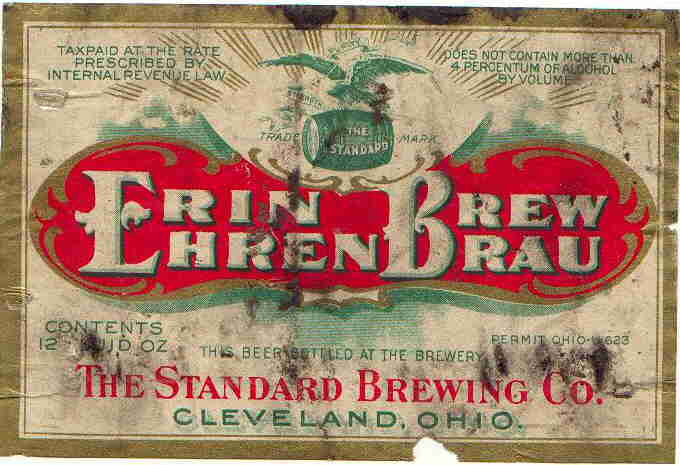 TAXPAID AT THE RATE
PRESCRIBED BY
INTERNAL REVENUE LAW
DOES NOT CONTAIN MORE THAN
4 PERCENTUM OF ALCOHOL
BY VOLUME
TRADE MARK
THE
STANDARD
ERIN BREW
EHREN BRAU
CONTENTS
12 OZ
PERMIT OHIO-U-623
THIS BEER BOTTLED AT THE BREWERY
THE STANDARD BREWING CO.
CLEVELAND, OHIO.